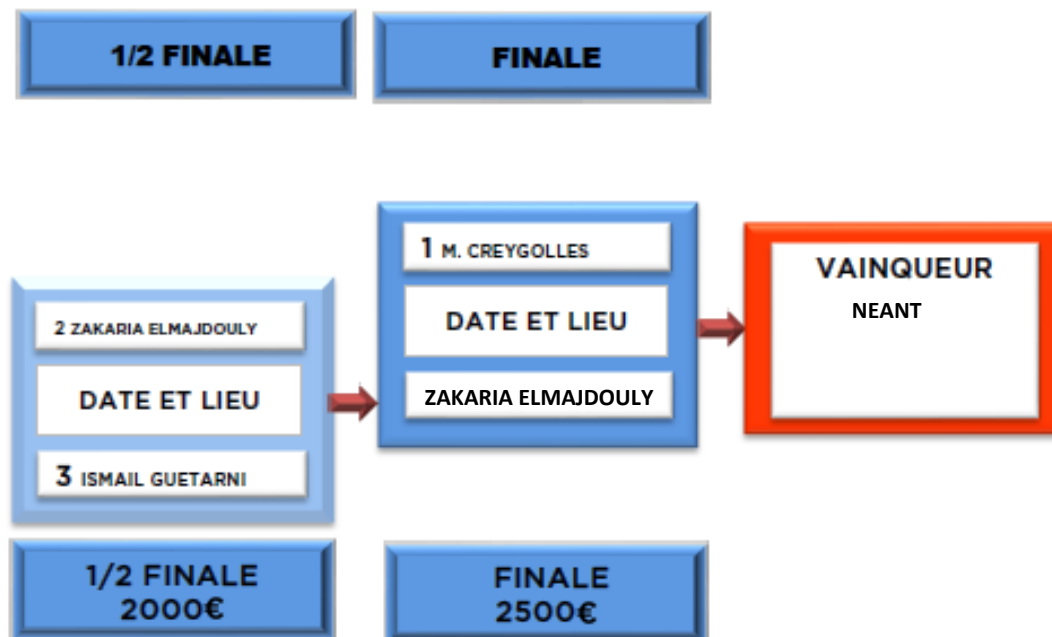 1/2 FINALE
FINALE
2 ZAKARIA ELMAJDOULY
DATE ET LIEU
3 ISMAIL GUETARNI
1 M. CREYGOLLES
DATE ET LIEU
ZAKARIA ELMAJDOULY
VAINQUEUR
NEANT
1/2 FINALE
2000€
FINALE
2500€